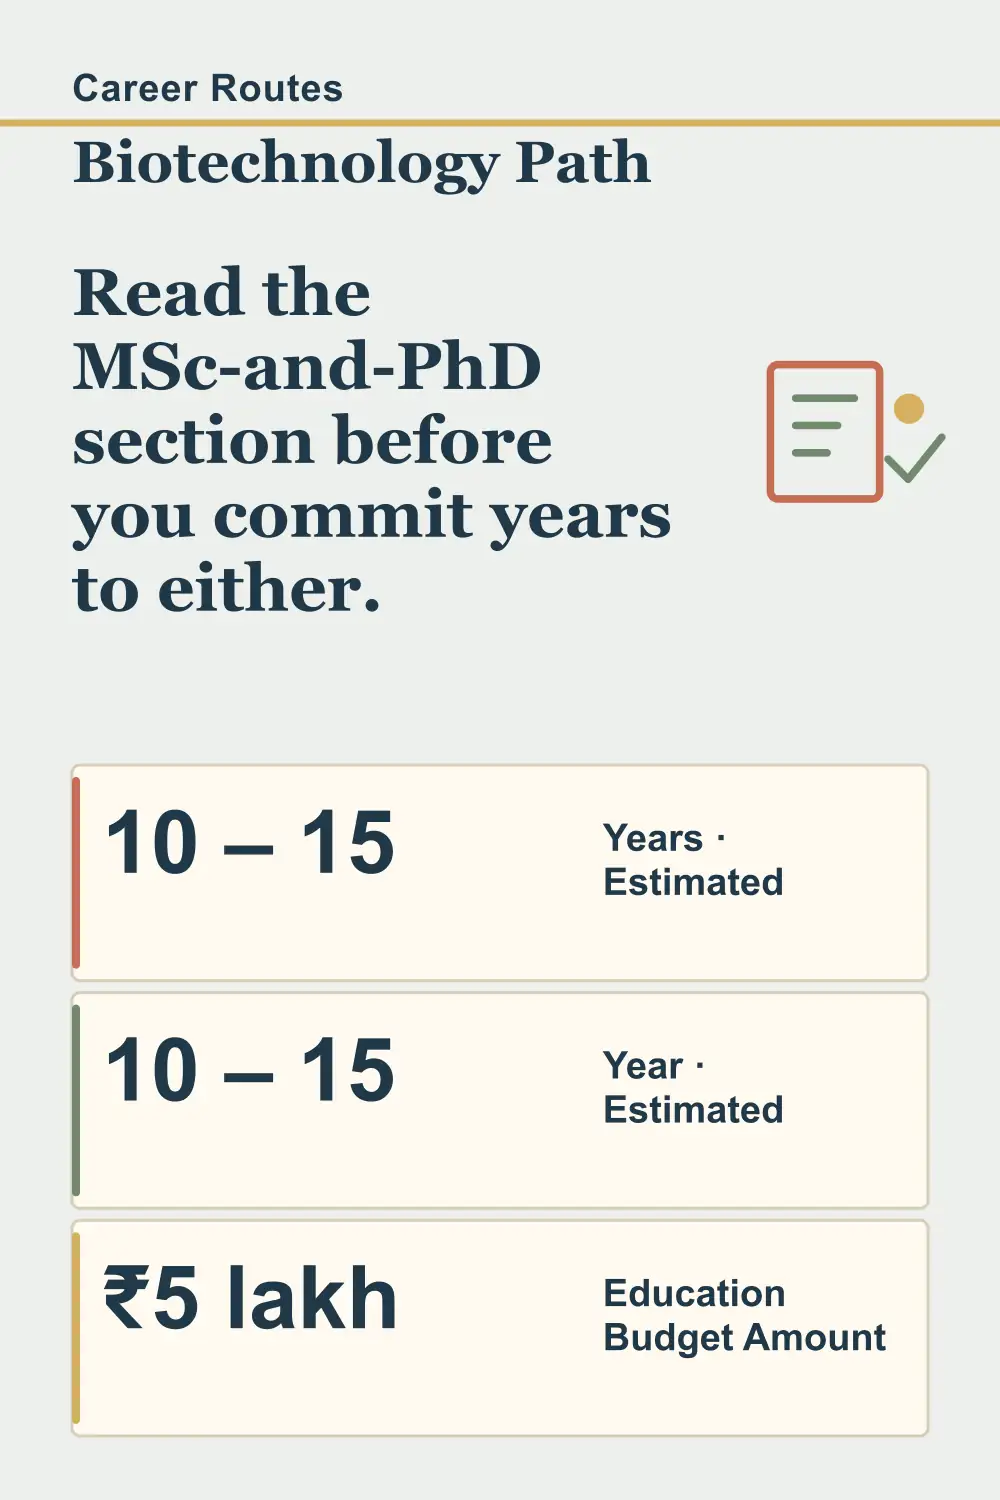 Career Routes
Biotechnology Path
Read the
MSc-and-PhD
section before
you commit years
to either.
10 – 15
Years ·
Estimated
10 – 15
Year ·
Estimated
₹5 lakh
Education
Budget Amount